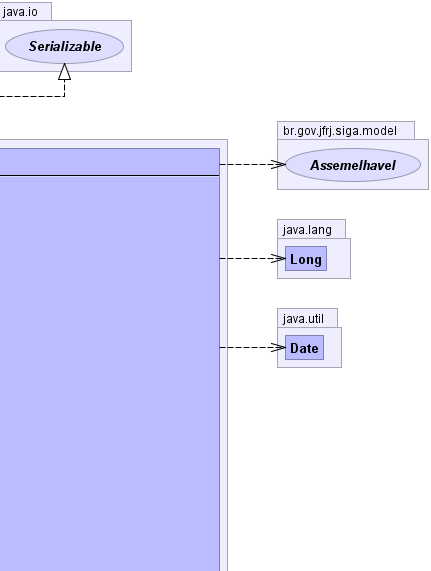 java.io
Serializable
br.gov.jfrj.siga.model
Assemelhavel
java.lang
Long
java.util
Date